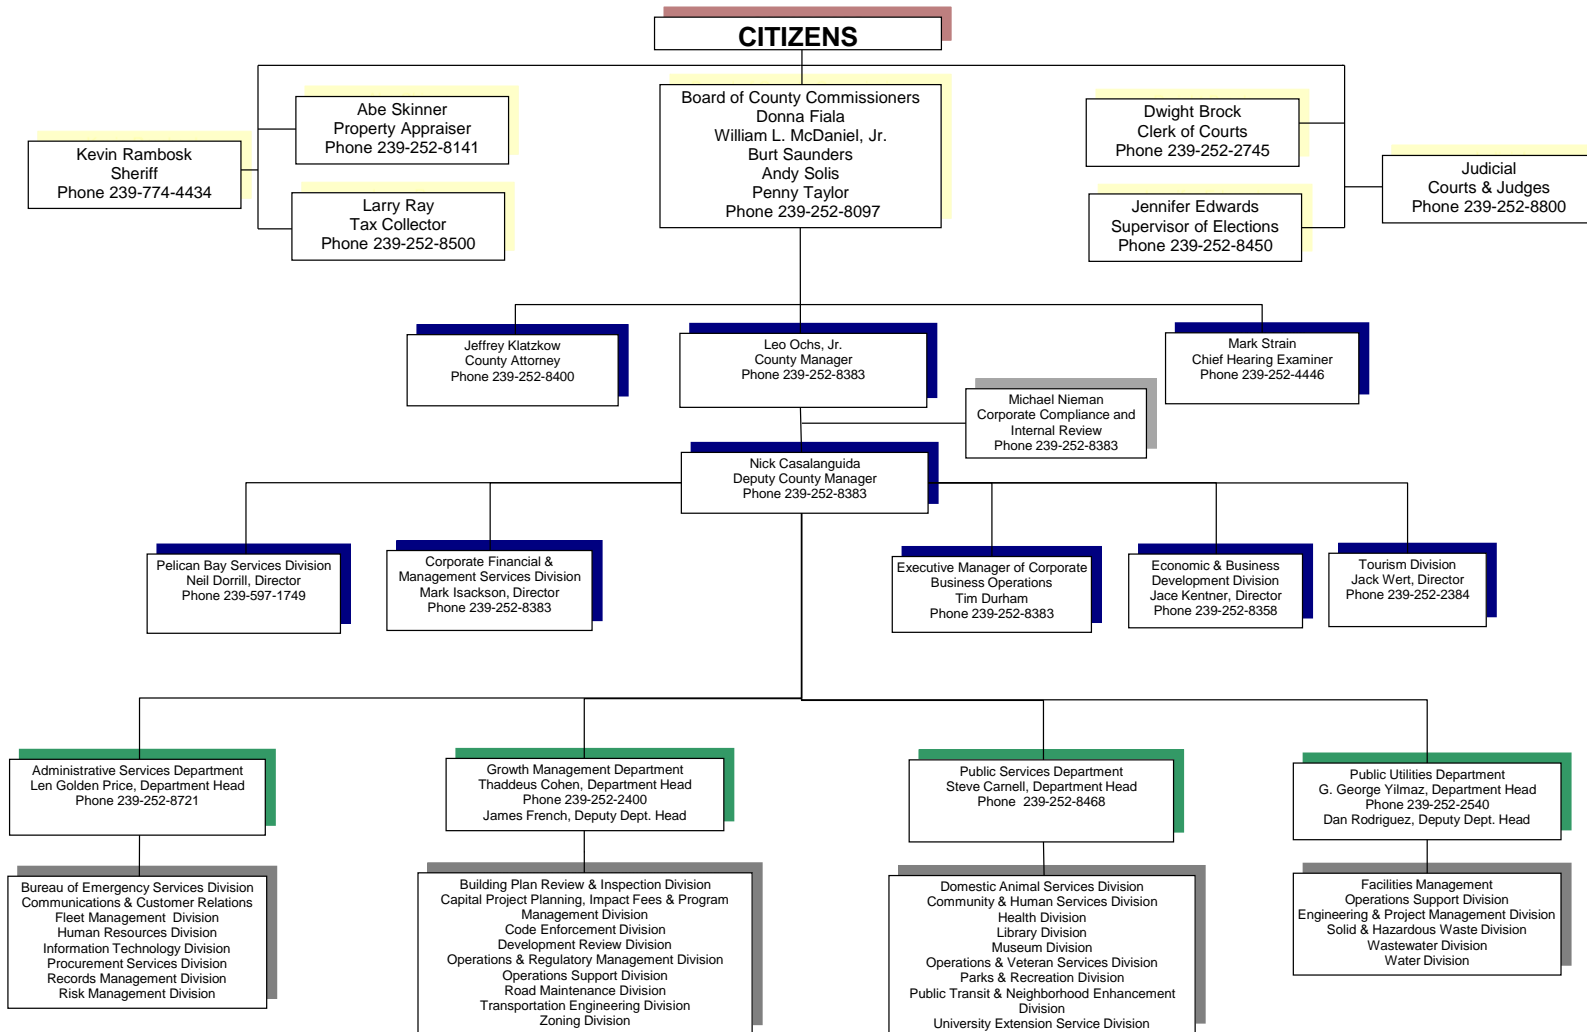 CITIZENS
Abe Skinner
Property Appraiser
Phone 239-252-8141
Kevin Rambosk
Sheriff
Phone 239-774-4434
Larry Ray
Tax Collector
Phone 239-252-8500
Board of County Commissioners
Donna Fiala
William L. McDaniel, Jr.
Burt Saunders
Andy Solis
Penny Taylor
Phone 239-252-8097
Dwight Brock
Clerk of Courts
Phone 239-252-2745
Jennifer Edwards
Supervisor of Elections
Phone 239-252-8450
Judicial
Courts & Judges
Phone 239-252-8800
Jeffrey Klatzkow
County Attorney
Phone 239-252-8400
Leo Ochs, Jr.
County Manager
Phone 239-252-8383
Mark Strain
Chief Hearing Examiner
Phone 239-252-4446
Michael Nieman
Corporate Compliance and
Internal Review
Phone 239-252-8383
Nick Casalanguida
Deputy County Manager
Phone 239-252-8383
Pelican Bay Services Division
Neil Dorrill, Director
Phone 239-597-1749
Corporate Financial &
Management Services Division
Mark Isackson, Director
Phone 239-252-8383
Executive Manager of Corporate
Business Operations
Tim Durham
Phone 239-252-8383
Economic & Business
Development Division
Jace Kentner, Director
Phone 239-252-8358
Tourism Division
Jack Wert, Director
Phone 239-252-2384
Administrative Services Department
Len Golden Price, Department Head
Phone 239-252-8721
Growth Management Department
Thaddeus Cohen, Department Head
Phone 239-252-2400
James French, Deputy Dept. Head
Public Services Department
Steve Carnell, Department Head
Phone 239-252-8468
Public Utilities Department
G. George Yilmaz, Department Head
Phone 239-252-2540
Dan Rodriguez, Deputy Dept. Head
Bureau of Emergency Services Division
Communications & Customer Relations
Fleet Management Division
Human Resources Division
Information Technology Division
Procurement Services Division
Records Management Division
Risk Management Division
Building Plan Review & Inspection Division
Capital Project Planning, Impact Fees & Program
Management Division
Code Enforcement Division
Development Review Division
Operations & Regulatory Management Division
Operations Support Division
Road Maintenance Division
Transportation Engineering Division
Zoning Division
Domestic Animal Services Division
Community & Human Services Division
Health Division
Library Division
Museum Division
Operations & Veteran Services Division
Parks & Recreation Division
Public Transit & Neighborhood Enhancement
Division
University Extension Service Division
Facilities Management
Operations Support Division
Engineering & Project Management Division
Solid & Hazardous Waste Division
Wastewater Division
Water Division